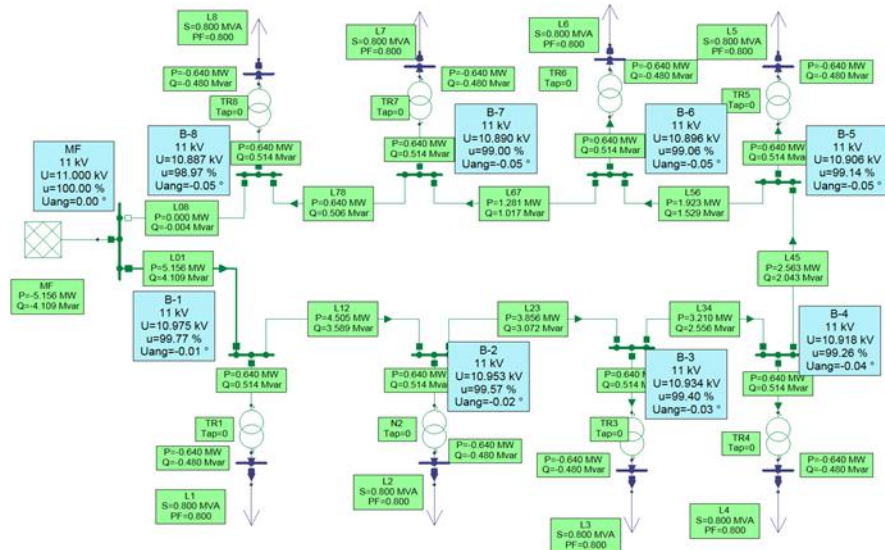 L8
S=0.800 MVA
PF=0.800
L7
S=0.800 MVA
PF=0.800
L6
S=0.800 MVA
PF=0.800
L5
S=0.800 MVA
PF=0.800
P=-0.640 MW
Q=-0.480 Mvar
P=-0.640 MW
Q=-0.480 Mvar
P=-0.640 MW
Q=-0.480 Mvar
P=-0.640 MW
Q=-0.480 Mvar
TR8
Tap=0
TR7
Tap=0
TR6
Tap=0
TR5
Tap=0
MF
11 kV
U=11.000 kV
u=100.00 %
Uang=0.00 °
B-8
11 kV
U=10.887 kV
u=98.97 %
Uang=-0.05 °
P=0.640 MW
Q=0.514 Mvar
B-7
11 kV
U=10.890 kV
u=99.00 %
Uang=-0.05 °
P=0.640 MW
Q=0.514 Mvar
B-6
11 kV
U=10.896 kV
u=99.06 %
Uang=-0.05 °
P=0.640 MW
Q=0.514 Mvar
B-5
11 kV
U=10.906 kV
u=99.14 %
Uang=-0.05 °
P=0.640 MW
Q=0.514 Mvar
L08
P=0.000 MW
Q=-0.004 Mvar
L78
P=0.640 MW
Q=0.506 Mvar
L67
P=1.281 MW
Q=1.017 Mvar
L56
P=1.923 MW
Q=1.529 Mvar
L01
P=5.156 MW
Q=4.109 Mvar
L45
P=2.563 MW
Q=2.043 Mvar
MF
P=-5.156 MW
Q=-4.109 Mvar
B-1
11 kV
U=10.975 kV
u=99.77 %
Uang=-0.01 °
L12
P=4.505 MW
Q=3.589 Mvar
L23
P=3.856 MW
Q=3.072 Mvar
L34
P=3.210 MW
Q=2.556 Mvar
B-2
11 kV
U=10.953 kV
u=99.57 %
Uang=-0.02 °
B-3
11 kV
U=10.934 kV
u=99.40 %
Uang=-0.03 °
B-4
11 kV
U=10.918 kV
u=99.26 %
Uang=-0.04 °
P=0.640 MW
Q=0.514 Mvar
P=0.640 MW
Q=0.514 Mvar
P=0.640 MW
Q=0.514
P=0.640 MW
Q=0.514 Mvar
TR1
Tap=0
N2
Tap=0
TR3
Tap=0
TR4
Tap=0
P=-0.640 MW
Q=-0.480 Mvar
P=-0.640 MW
Q=-0.480 Mvar
P=-0.640 MW
Q=-0.480 Mvar
P=-0.640 MW
Q=-0.480 Mvar
L1
S=0.800 MVA
PF=0.800
L2
S=0.800 MVA
PF=0.800
L3
S=0.800 MVA
PF=0.800
L4
S=0.800 MVA
PF=0.800